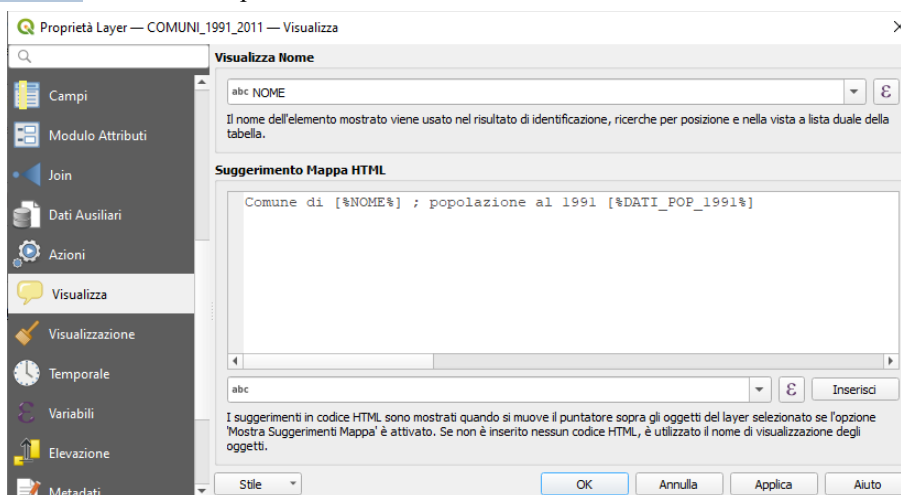 Proprietà Layer — COMUNI_1991_2011 — Visualizza
Visualizza Nome
abc NOME
ε
Il nome dell'elemento mostrato viene usato nel risultato di identificazione, ricerche per posizione e nella vista a lista duale della
tabella.
Campi
Modulo Attributi
Join
Dati Ausiliari
Azioni
Visualizza
Visualizzazione
Temporale
Variabili
Elevazione
Metadati
Suggerimento Mappa HTML
Comune di [%NOME%] ; popolazione al 1991 [%DATI_POP_1991%]
abc
ε
Inserisci
I suggerimenti in codice HTML sono mostrati quando si muove il puntatore sopra gli oggetti del layer selezionato se l'opzione
'Mostra Suggerimenti Mappa' è attivato. Se non è inserito nessun codice HTML, è utilizzato il nome di visualizzazione degli
oggetti.
Stile
OK
Annulla
Applica
Aiuto